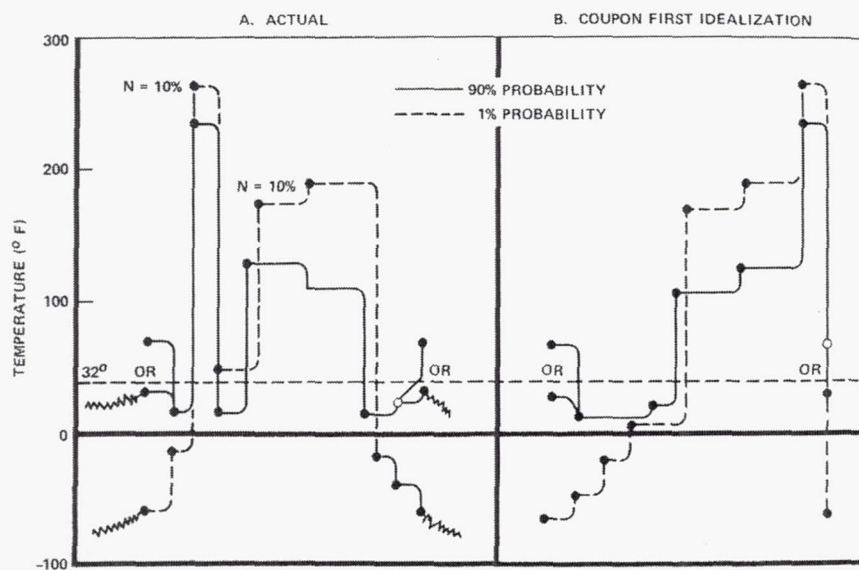 A. ACTUAL
B. COUPON FIRST IDEALIZATION
300
N = 10%
90% PROBABILITY
1% PROBABILITY
200
N = 10%
TEMPERATURE (° F)
100
32°
OR
OR
OR
OR
0
-100